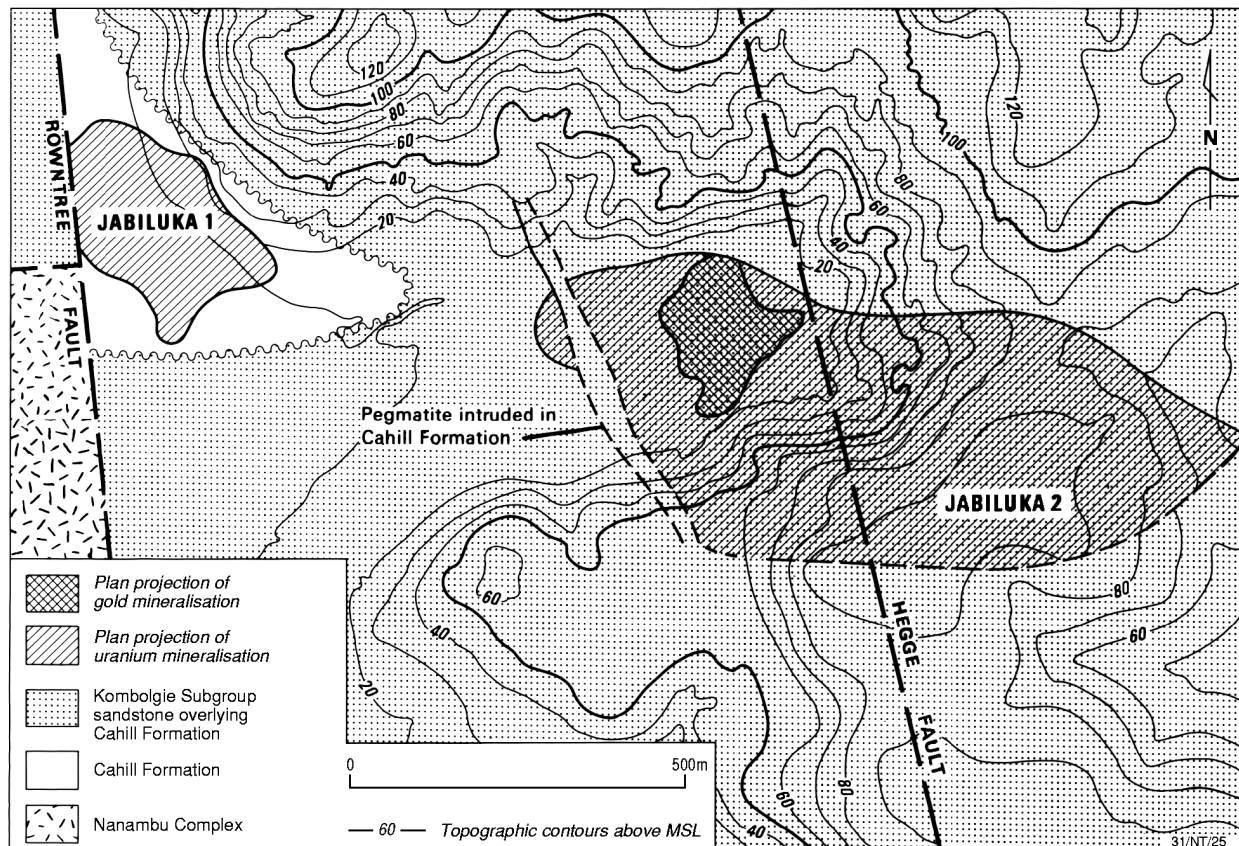 120
100
80
60
40
20
ROWNTREE
FAULT
JABILUKA 1
120
100
N
80
60
40
20
Pegmatite intruded in
Cahill Formation
JABILUKA 2
80
60
60
40
20
HEGGE
FAULT
80
60
40
Plan projection of
gold mineralisation
Plan projection of
uranium mineralisation
Kombolgie Subgroup
sandstone overlying
Cahill Formation
Cahill Formation
Nanambu Complex
0 500m
60 Topographic contours above MSL
31/NT/25